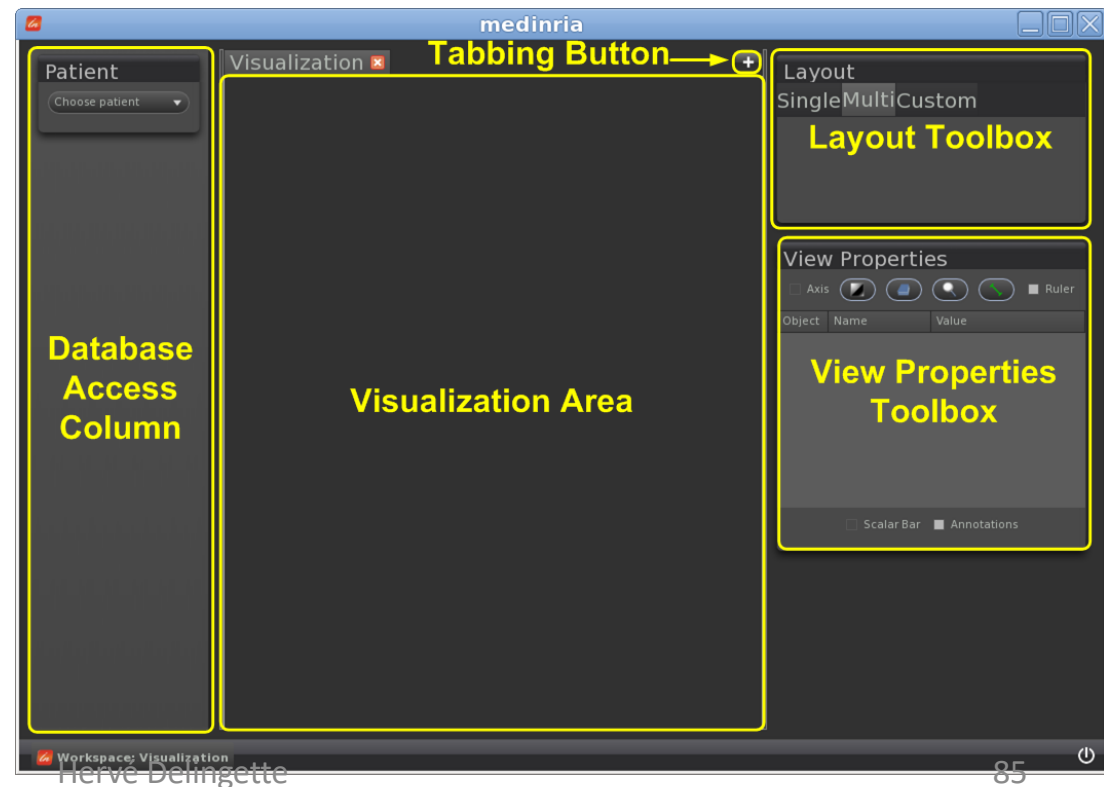 medinria
Patient
Choose patient
Visualization
Tabbing Button
Layout
Single Multi Custom
Layout Toolbox
View Properties
Axis
Ruler
Object Name Value
Database
Access
Column
Visualization Area
View Properties
Toolbox
Scalar Bar Annotations
Workspace: Visualization
Hervé Delingette
85